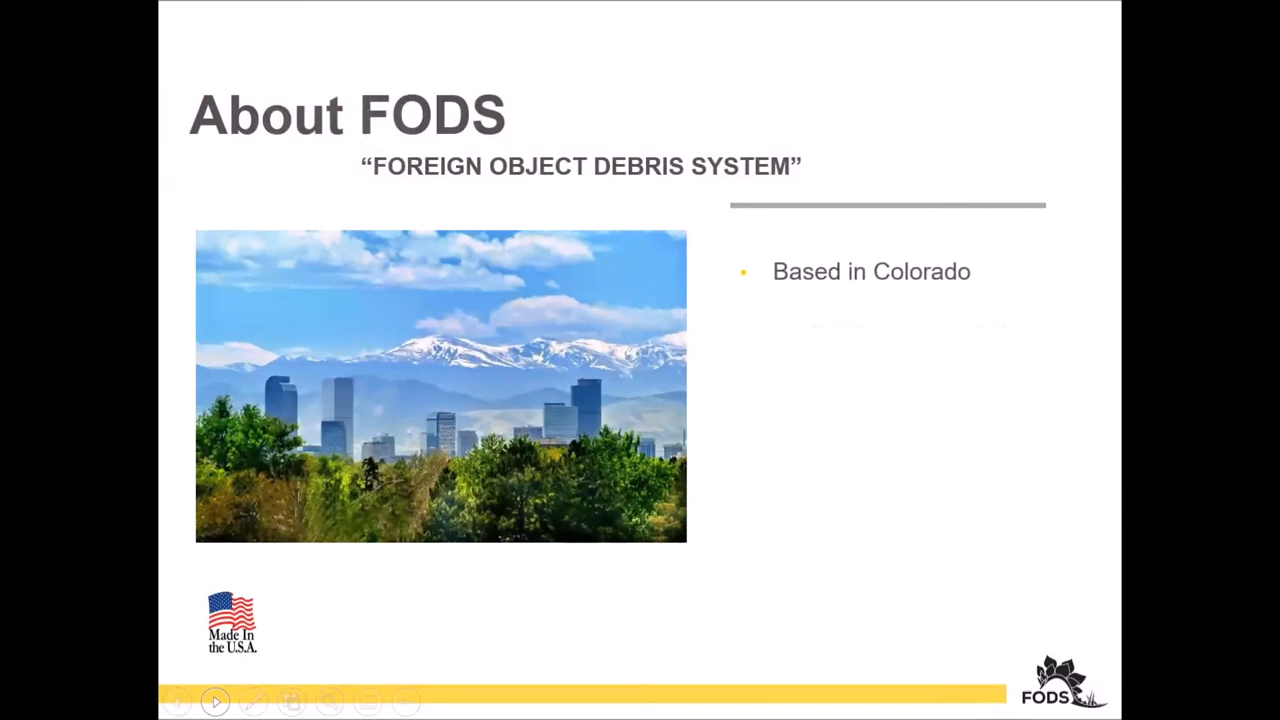 About FODS
“FOREIGN OBJECT DEBRIS SYSTEM”
• Based in Colorado
Made In
the U.S.A.
FODS